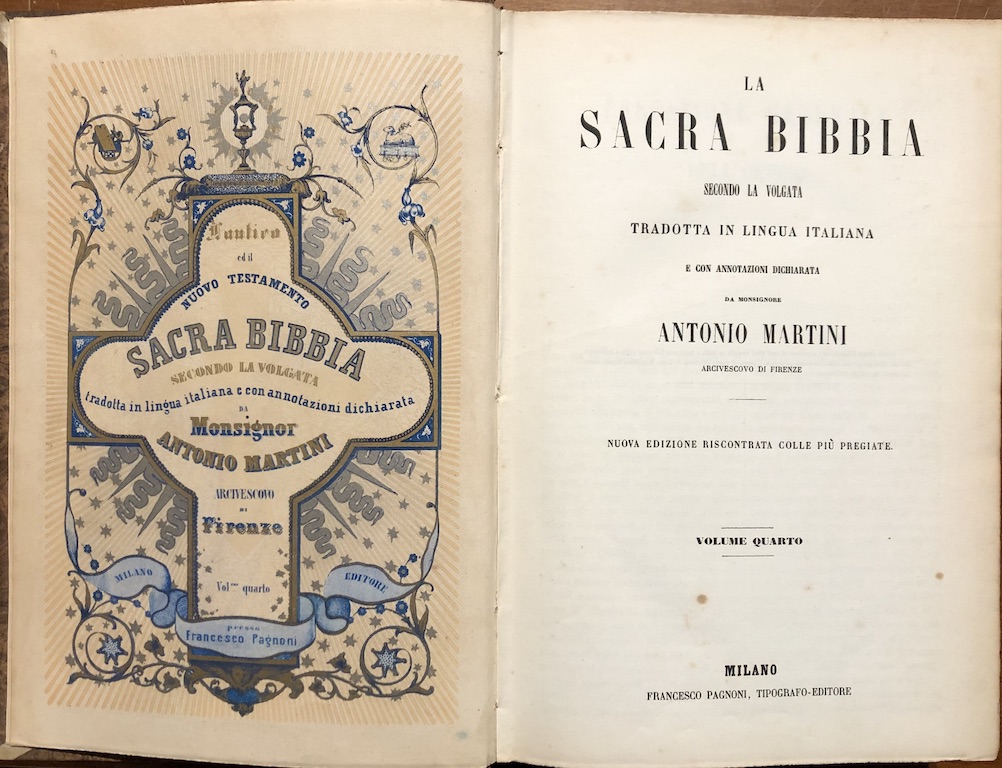 L'antico
ed il
NUOVO TESTAMENTO
SACRA BIBBIA
SECONDO LA VOLGATA
tradotta in lingua italiana e con annotazioni dichiarata
DA
Monsignor
ANTONIO MARTINI
ARCIVESCOVO
DI
Firenze
Vol.ume quarto
MILANO
EDITORE
presso
Francesco Pagnoni
LA
SACRA BIBBIA
SECONDO LA VOLGATA
TRADOTTA IN LINGUA ITALIANA
E CON ANNOTAZIONI DICHIARATA
DA MONSIGNORE
ANTONIO MARTINI
ARCIVESCOVO DI FIRENZE
NUOVA EDIZIONE RISCONTRATA COLLE PIÙ PREGIATE.
VOLUME QUARTO
MILANO
FRANCESCO PAGNONI, TIPOGRAFO-EDITORE